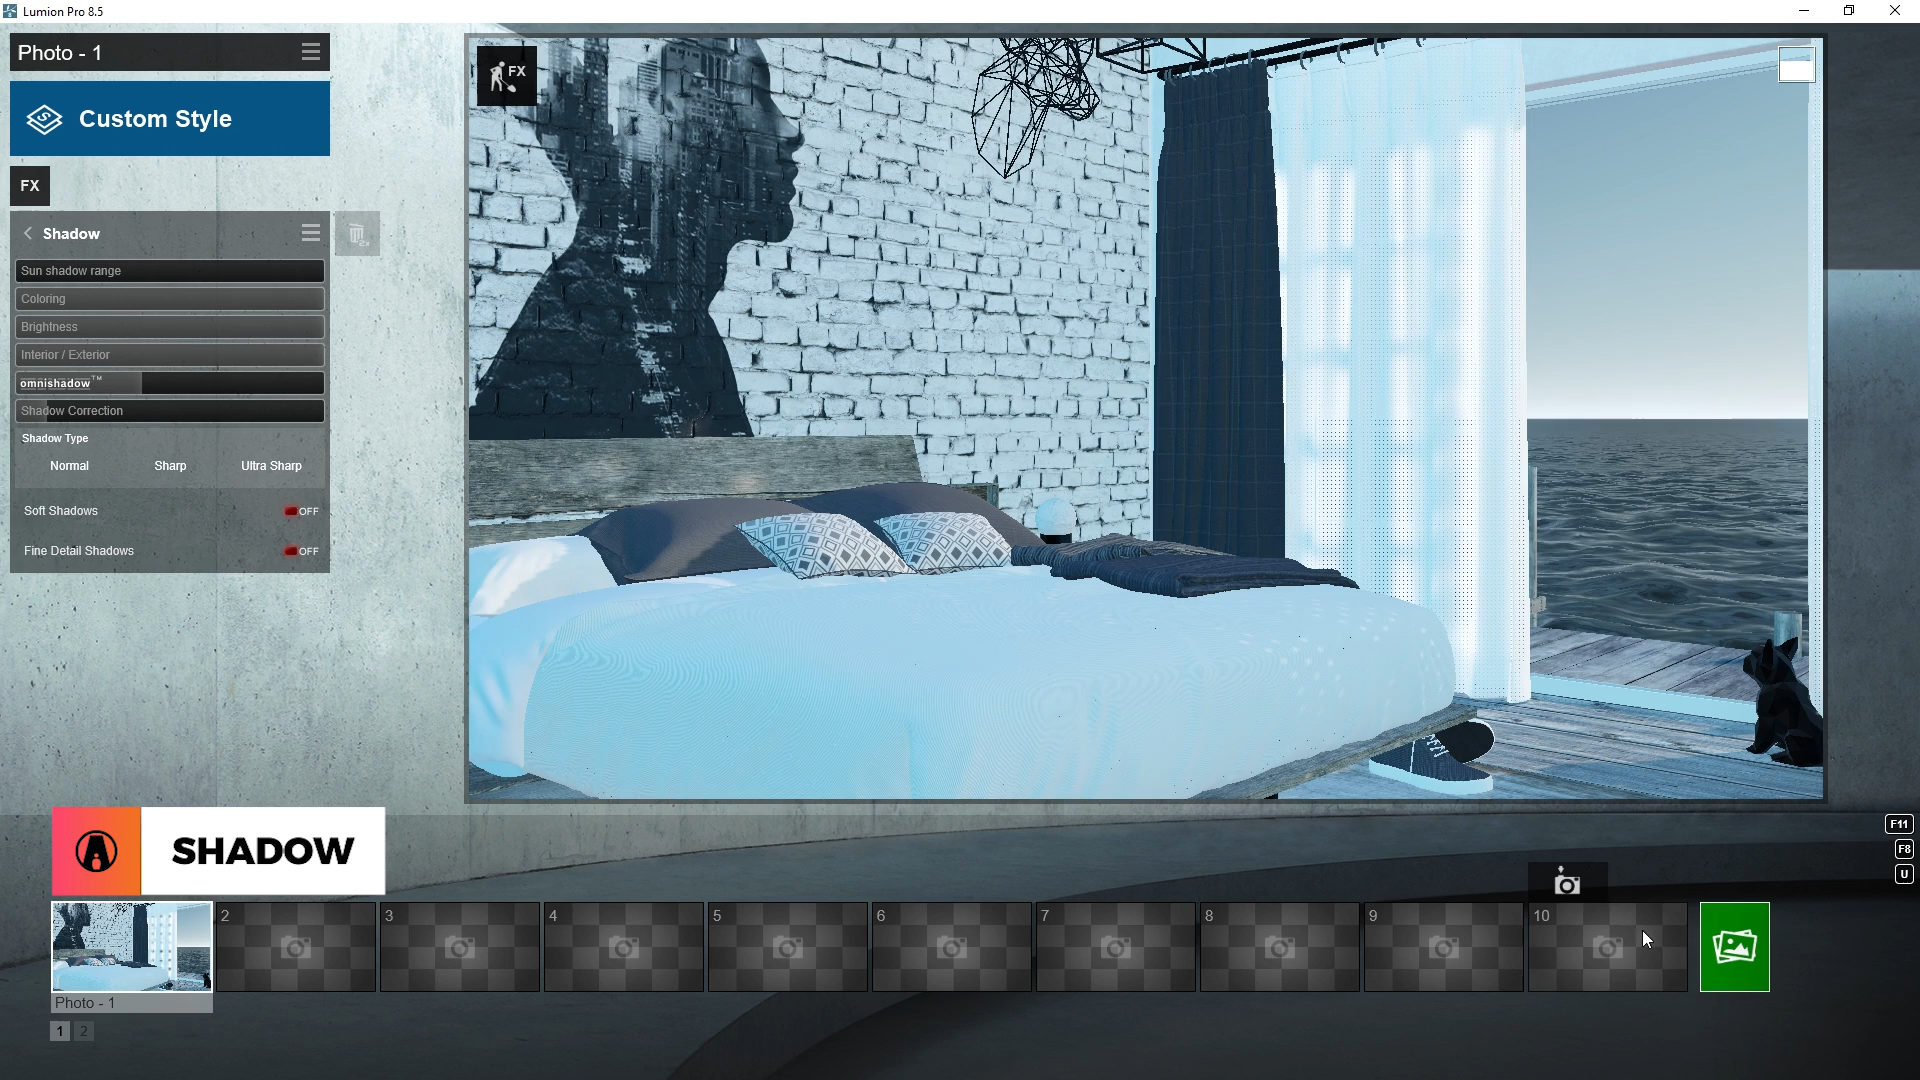 Lumion Pro 8.5
Photo - 1
Custom Style
FX
FX
Shadow
2x
Sun shadow range
Coloring
Brightness
Interior / Exterior
omnishadow™
Shadow Correction
Shadow Type
Normal Sharp Ultra Sharp
Soft Shadows OFF
Fine Detail Shadows OFF
SHADOW
F11
F8
U
2 3 4 5 6 7 8 9 10
Photo - 1
1 2